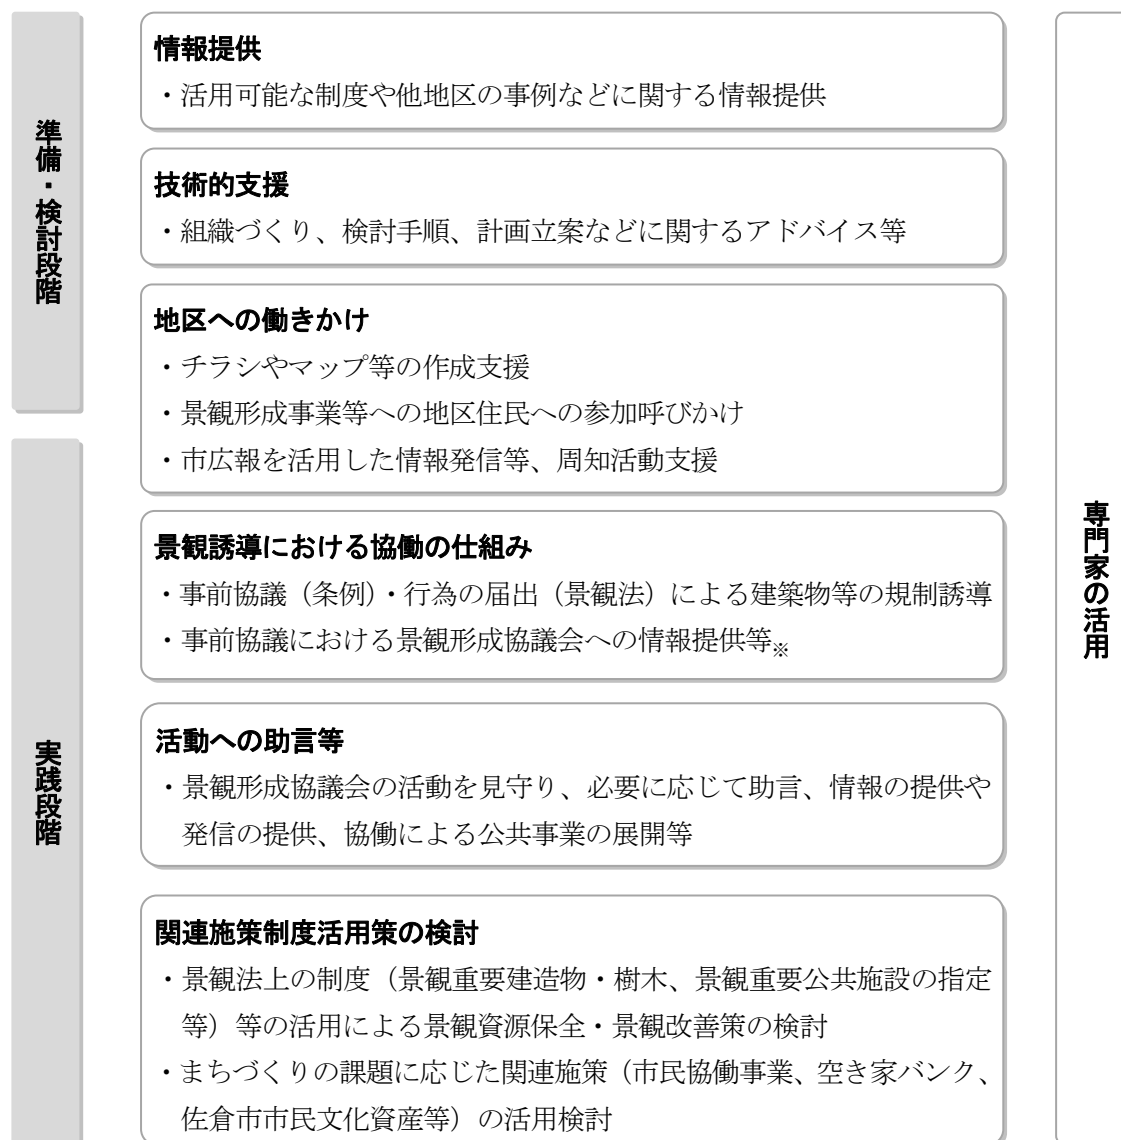 準備・検討段階
情報提供
・活用可能な制度や他地区の事例などに関する情報提供
技術的支援
・組織づくり、検討手順、計画立案などに関するアドバイス等
地区への働きかけ
・チラシやマップ等の作成支援
・景観形成事業等への地区住民への参加呼びかけ
・市広報を活用した情報発信等、周知活動支援
実践段階
景観誘導における協働の仕組み
・事前協議（条例）・行為の届出（景観法）による建築物等の規制誘導
・事前協議における景観形成協議会への情報提供等※
活動への助言等
・景観形成協議会の活動を見守り、必要に応じて助言、情報の提供や
発信の提供、協働による公共事業の展開等
関連施策制度活用策の検討
・景観法上の制度（景観重要建造物・樹木、景観重要公共施設の指定
等）等の活用による景観資源保全・景観改善策の検討
・まちづくりの課題に応じた関連施策（市民協働事業、空き家バンク、
佐倉市市民文化資産等）の活用検討
専門家の活用